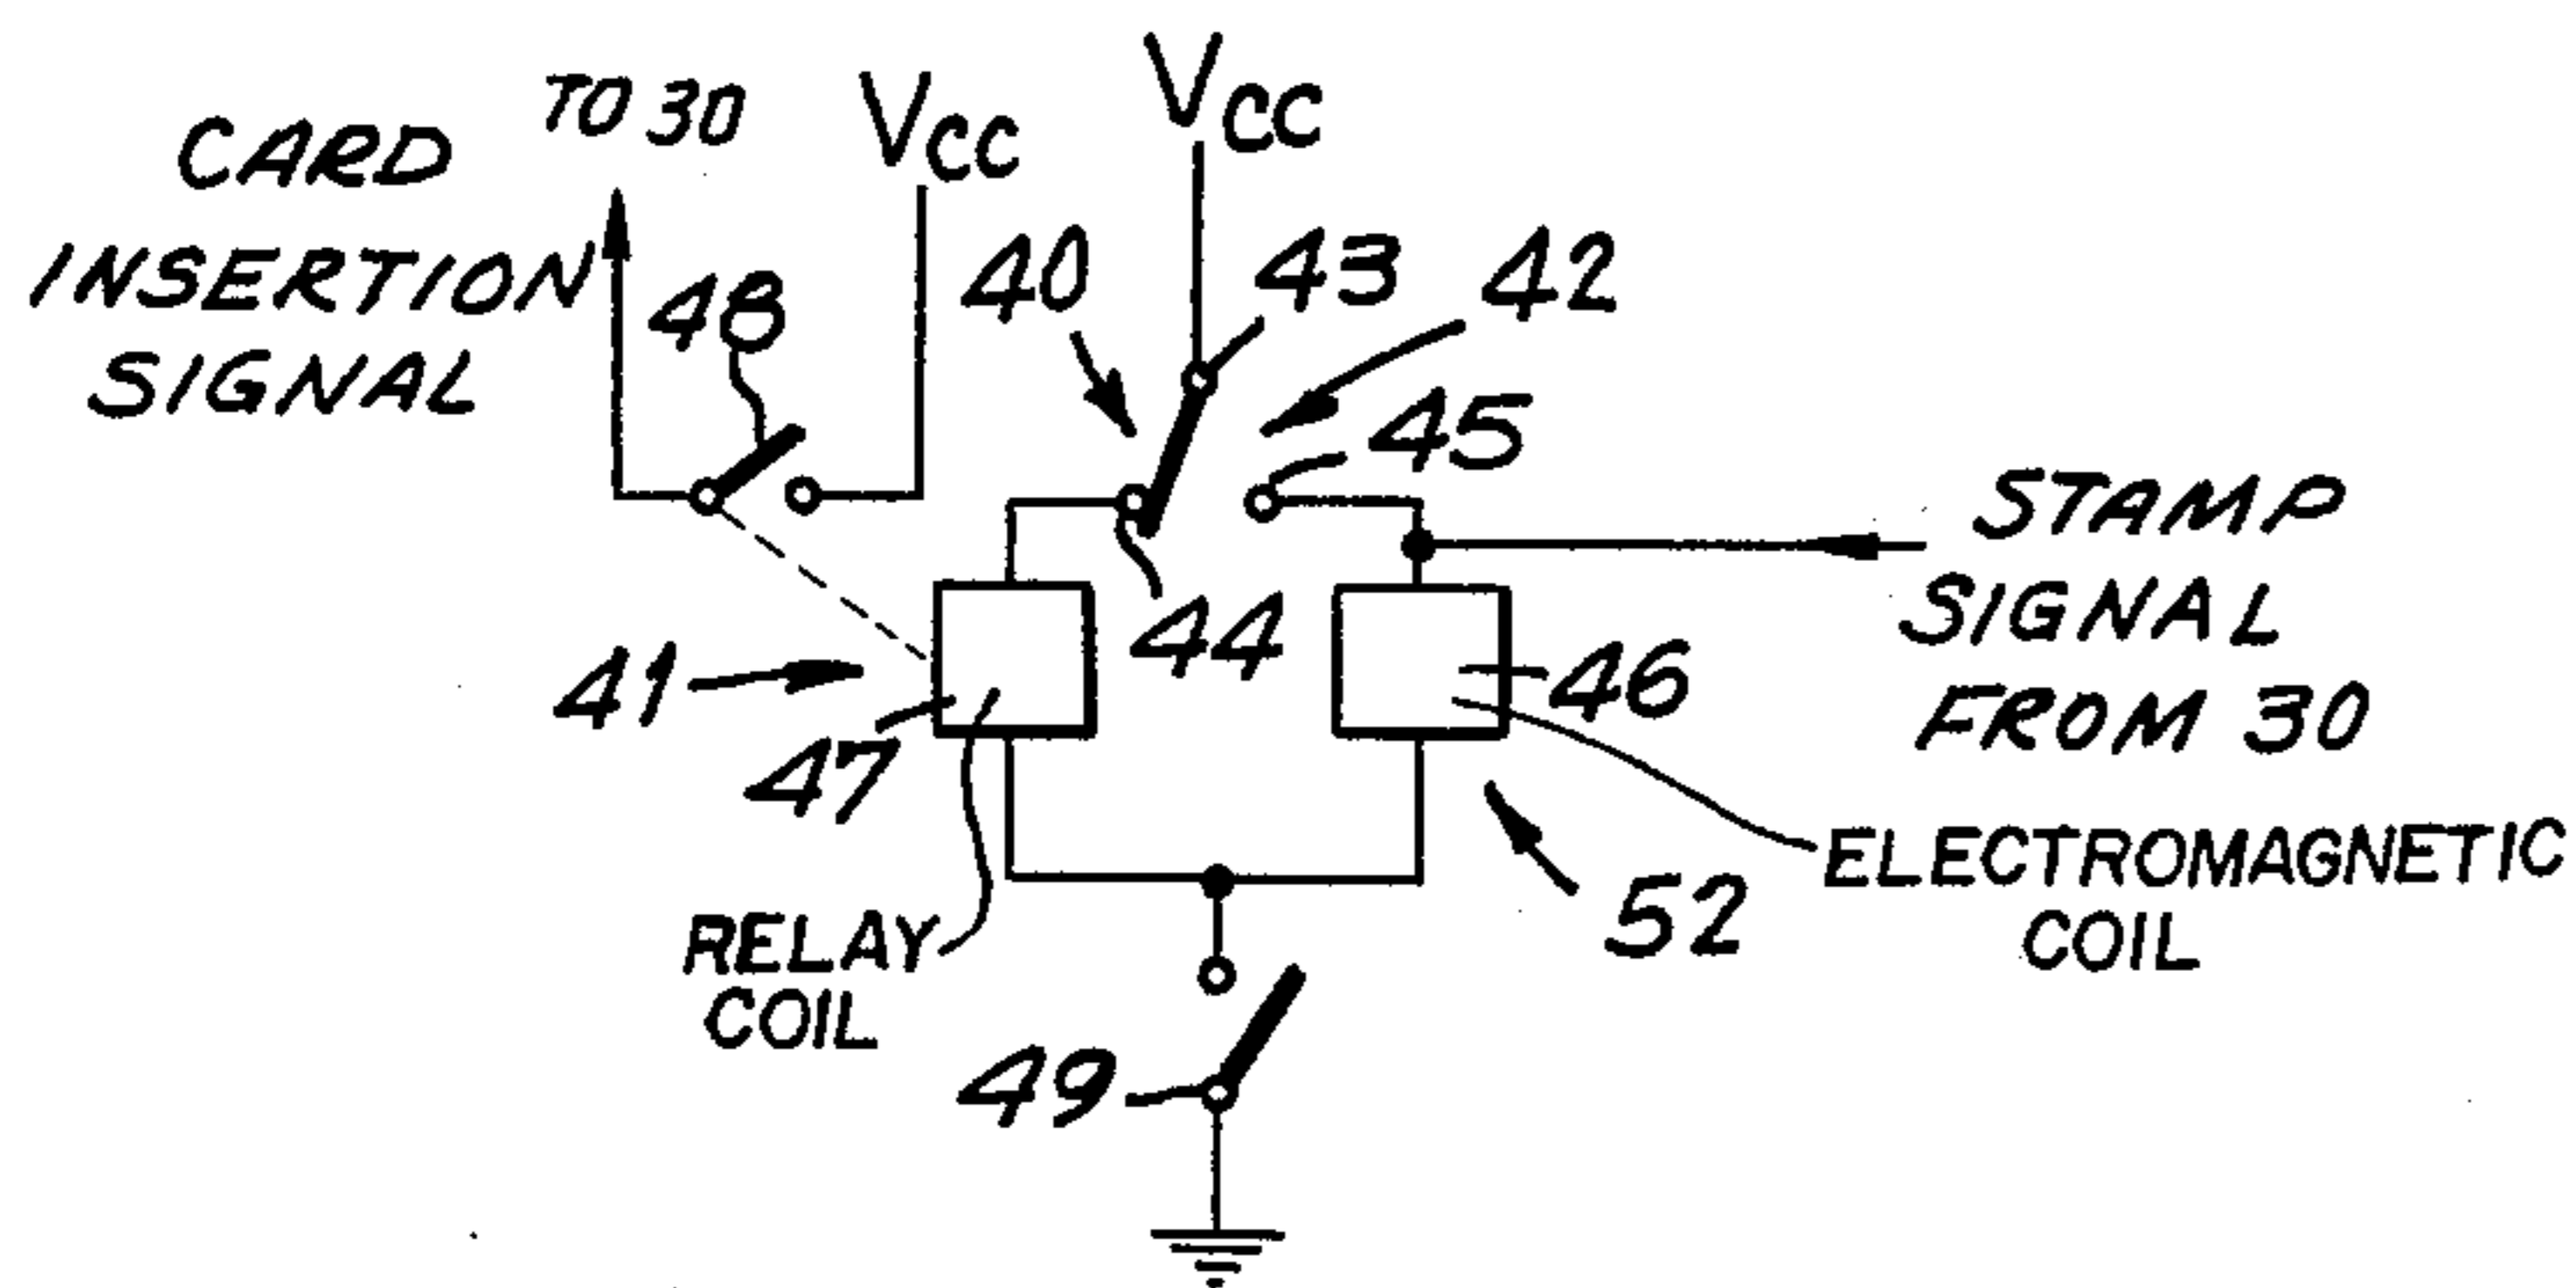 CARD
INSERTION
SIGNAL
TO 30
Vcc
Vcc
48
40
43
42
45
44
41
47
46
STAMP
SIGNAL
FROM 30
RELAY
COIL
52
ELECTROMAGNETIC
COIL
49